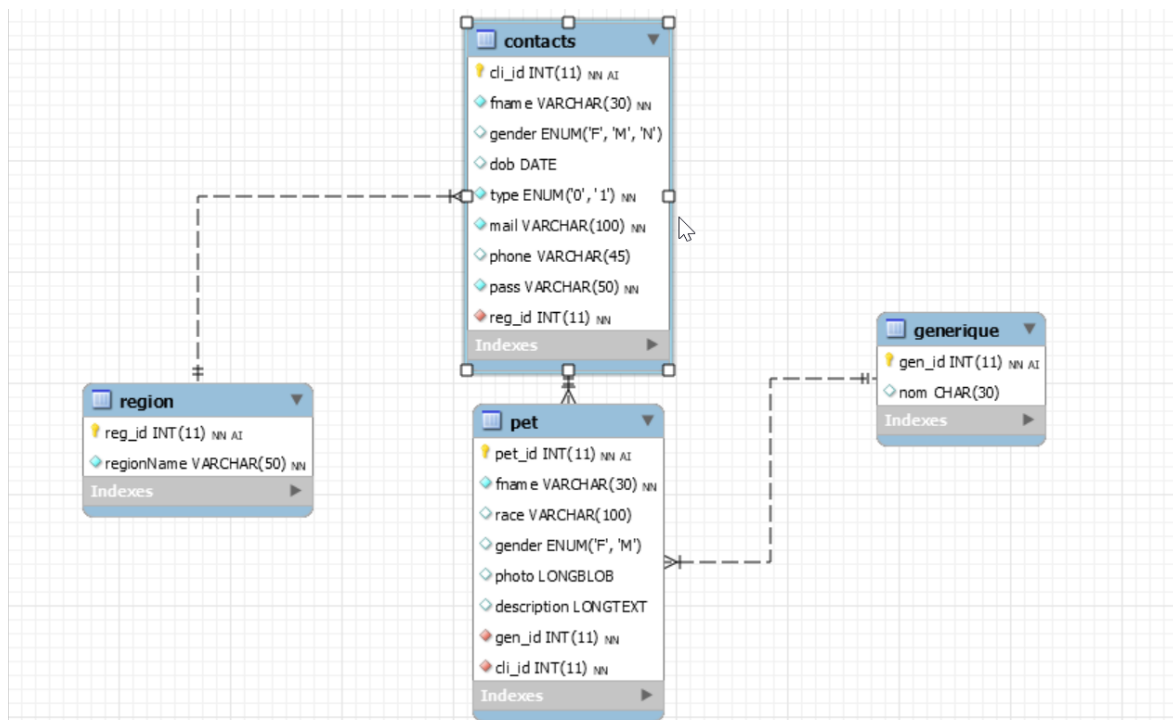 contacts
cli_id INT(11) NN AI
fname VARCHAR(30) NN
gender ENUM('F', 'M', 'N')
dob DATE
type ENUM('0', '1') NN
mail VARCHAR(100) NN
phone VARCHAR(45)
pass VARCHAR(50) NN
reg_id INT(11) NN
Indexes
region
reg_id INT(11) NN AI
regionName VARCHAR(50) NN
Indexes
pet
pet_id INT(11) NN AI
fname VARCHAR(30) NN
race VARCHAR(100)
gender ENUM('F', 'M')
photo LONGBLOB
description LONGTEXT
gen_id INT(11) NN
cli_id INT(11) NN
Indexes
generique
gen_id INT(11) NN AI
nom CHAR(30)
Indexes